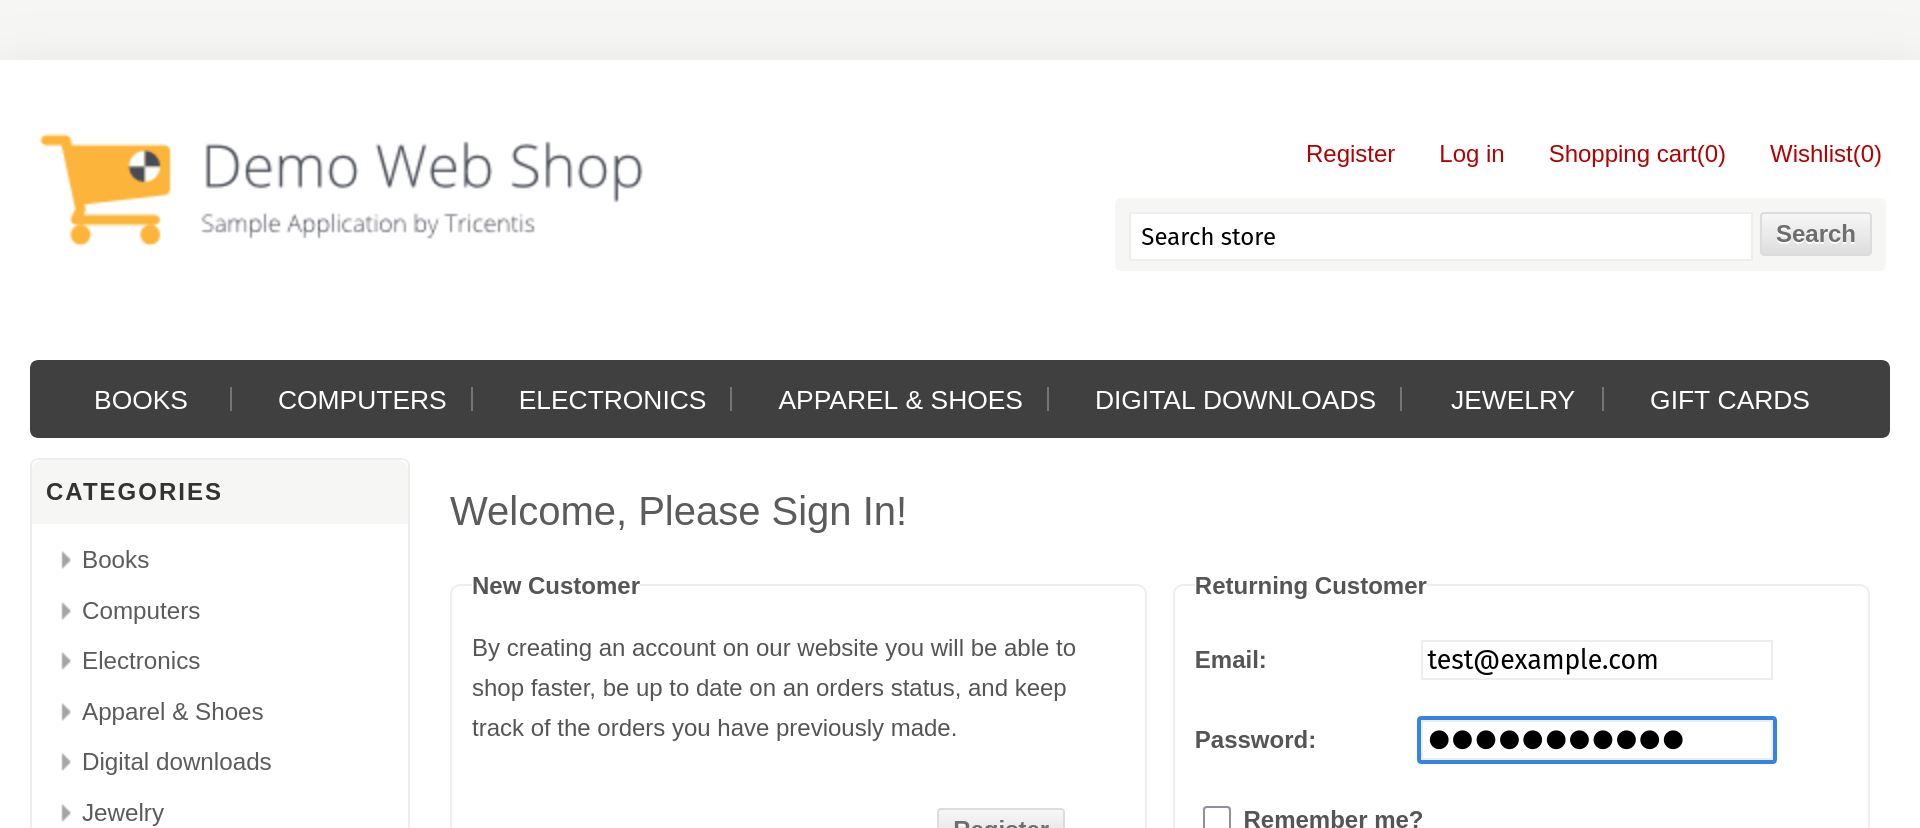 Demo Web Shop
Sample Application by Tricentis
Register Log in Shopping cart(0) Wishlist(0)
Search store Search
BOOKS COMPUTERS ELECTRONICS APPAREL & SHOES DIGITAL DOWNLOADS JEWELRY GIFT CARDS
CATEGORIES
Books
Computers
Electronics
Apparel & Shoes
Digital downloads
Jewelry
Welcome, Please Sign In!
New Customer
By creating an account on our website you will be able to
shop faster, be up to date on an orders status, and keep
track of the orders you have previously made.
Register
Returning Customer
Email: test@example.com
Password: ●●●●●●●●●●●
Remember me?